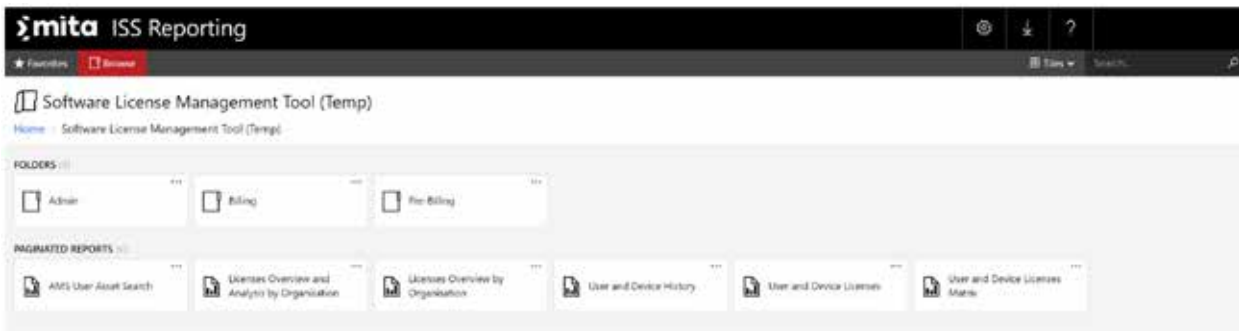 mita ISS Reporting
?
Favorites Browse Tiles Search...
Software License Management Tool (Temp)
Home Software License Management Tool (Temp)
FOLDERS
Admin
Billing
Pre-Billing
PAGINATED REPORTS
AMS User Asset Search
Licenses Overview and
Analysis by Organisation
Licenses Overview by
Organisation
User and Device History
User and Device Licenses
User and Device Licenses
Matrix